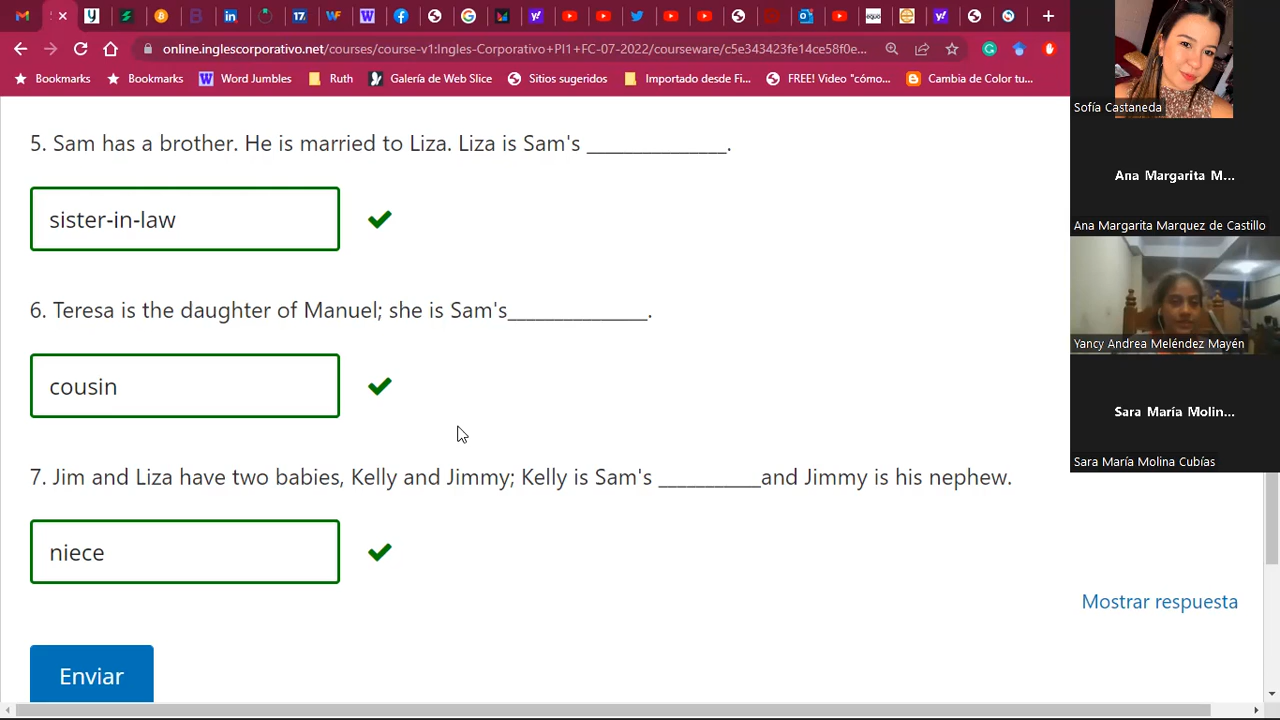 online.inglescorporativo.net/courses/course-v1:Ingles-Corporativo+PI1+FC-07-2022/courseware/c5e343423fe14ce58f0e...
Bookmarks
Bookmarks
Word Jumbles
Ruth
Galería de Web Slice
Sitios sugeridos
Importado desde Fi...
FREE! Video "cómo...
Cambia de Color tu...
5. Sam has a brother. He is married to Liza. Liza is Sam's _______________.
sister-in-law
6. Teresa is the daughter of Manuel; she is Sam's_______________.
cousin
7. Jim and Liza have two babies, Kelly and Jimmy; Kelly is Sam's ___________and Jimmy is his nephew.
niece
Mostrar respuesta
Enviar
Sofía Castaneda
Ana Margarita M...
Ana Margarita Marquez de Castillo
Yancy Andrea Meléndez Mayén
Sara María Molin...
Sara María Molina Cubías